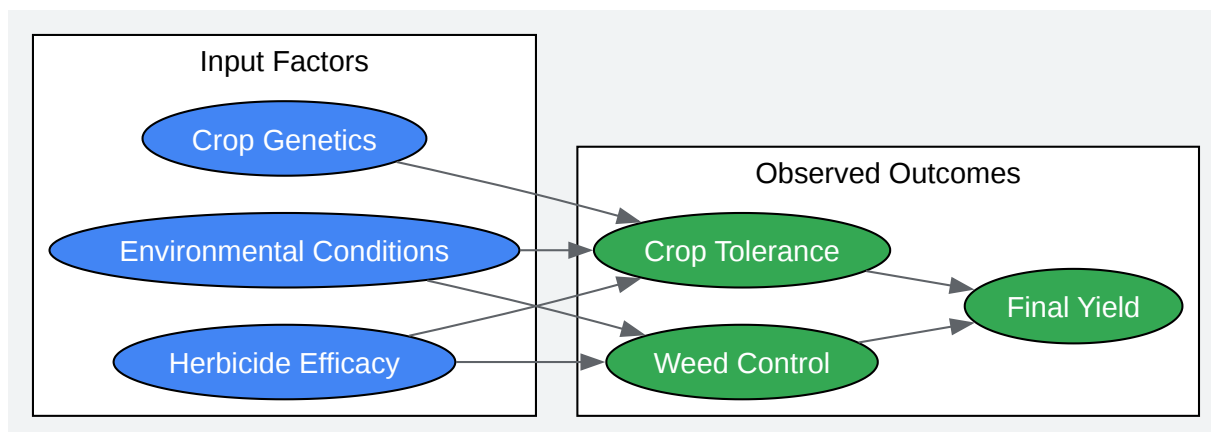 Input Factors
Crop Genetics
Environmental Conditions
Herbicide Efficacy
Observed Outcomes
Crop Tolerance
Weed Control
Final Yield